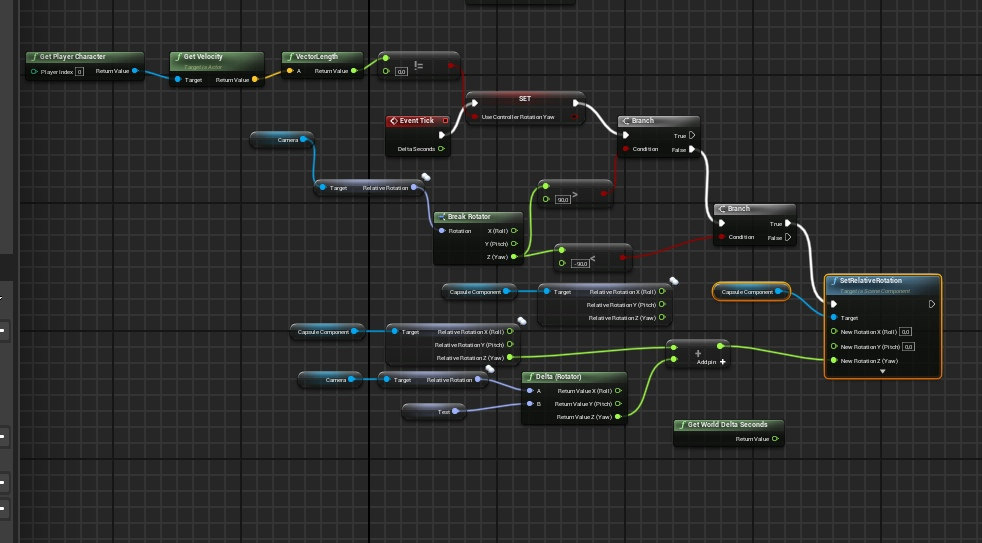 Get Player Character
Player Index 0
Return Value
Get Velocity
Target is Actor
Target
Return Value
VectorLength
A
Return Value
0,0
!=
SET
Use Controller Rotation Yaw
Event Tick
Delta Seconds
Branch
True
Condition
False
Camera
Target
Relative Rotation
90,0
>
Break Rotator
Rotation
X (Roll)
Y (Pitch)
Z (Yaw)
Branch
True
Condition
False
-90,0
<
Capsule Component
Target
Relative Rotation X (Roll)
Relative Rotation Y (Pitch)
Relative Rotation Z (Yaw)
Capsule Component
SetRelativeRotation
Target is Scene Component
Target
New Rotation X (Roll) 0,0
New Rotation Y (Pitch) 0,0
New Rotation Z (Yaw)
Capsule Component
Target
Relative Rotation X (Roll)
Relative Rotation Y (Pitch)
Relative Rotation Z (Yaw)
+
Add pin +
Camera
Target
Relative Rotation
Delta (Rotator)
A
Return Value X (Roll)
B
Return Value Y (Pitch)
Return Value Z (Yaw)
Get World Delta Seconds
Return Value